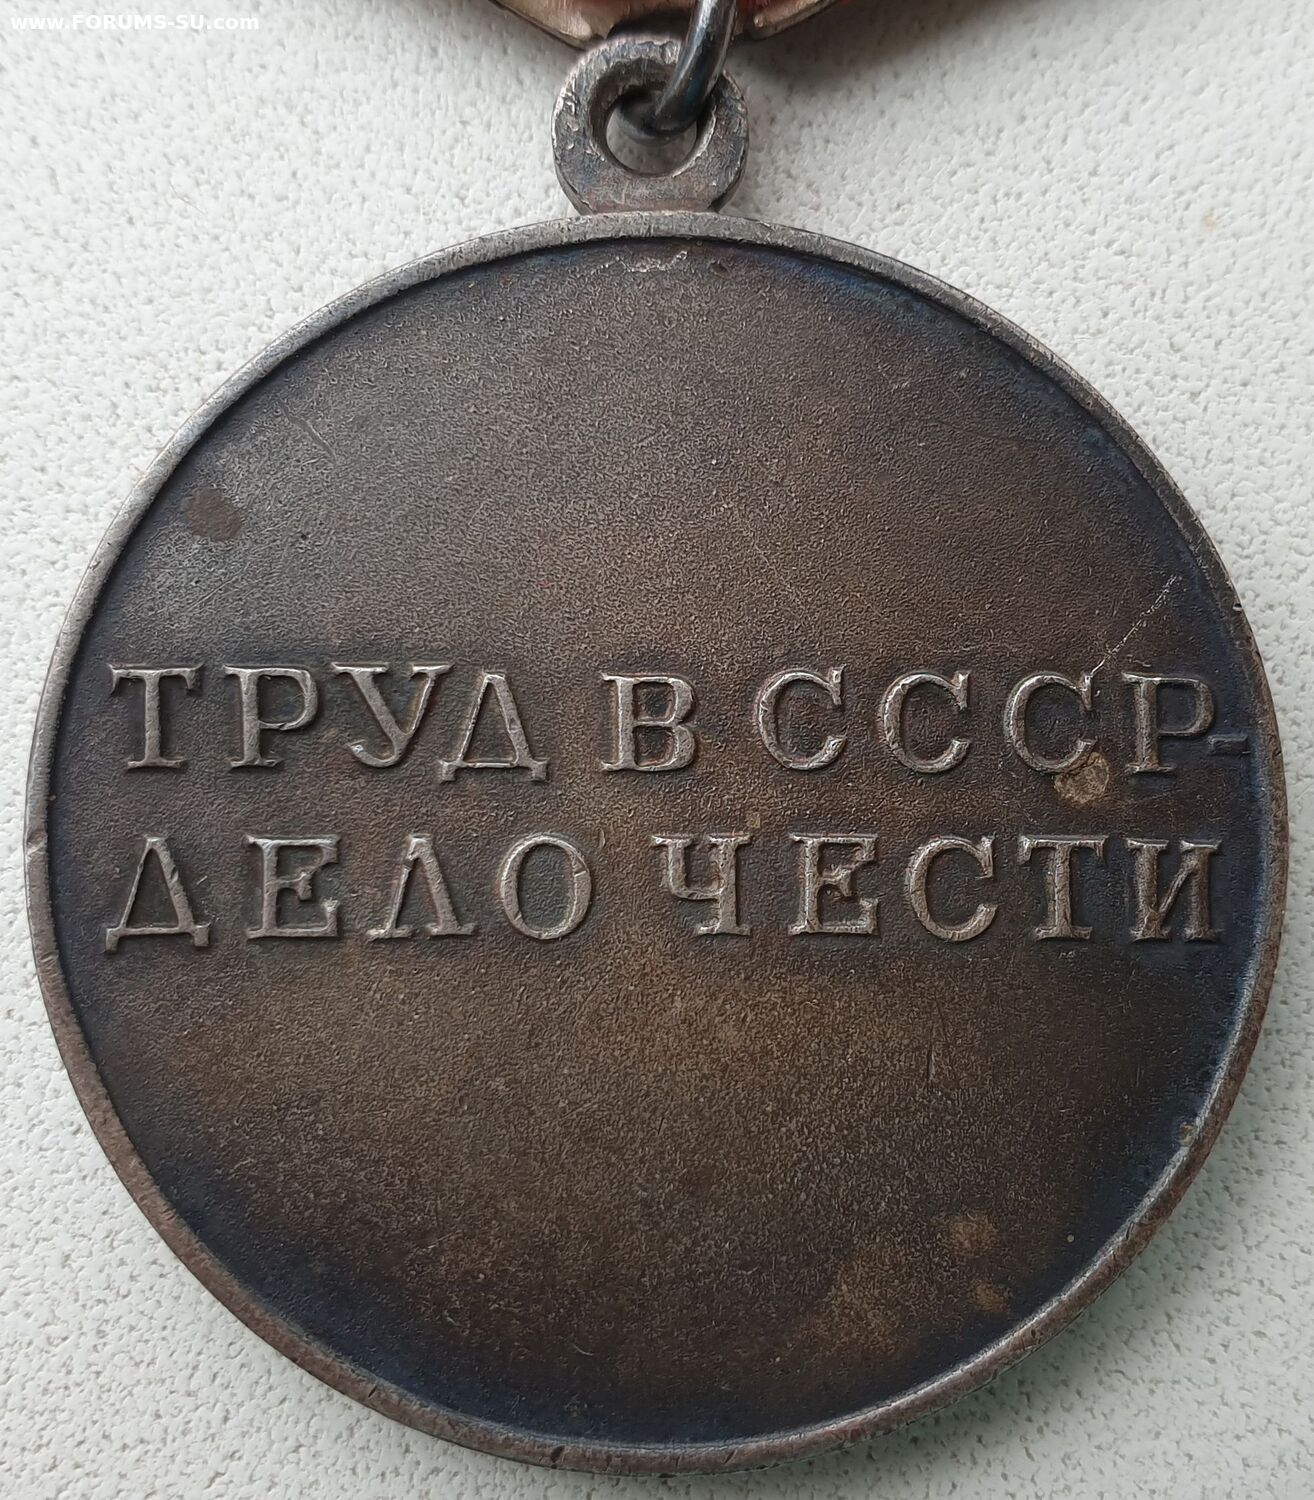 www.FORUMS-SU.com
ТРУД В СССР-
ДЕЛО ЧЕСТИ